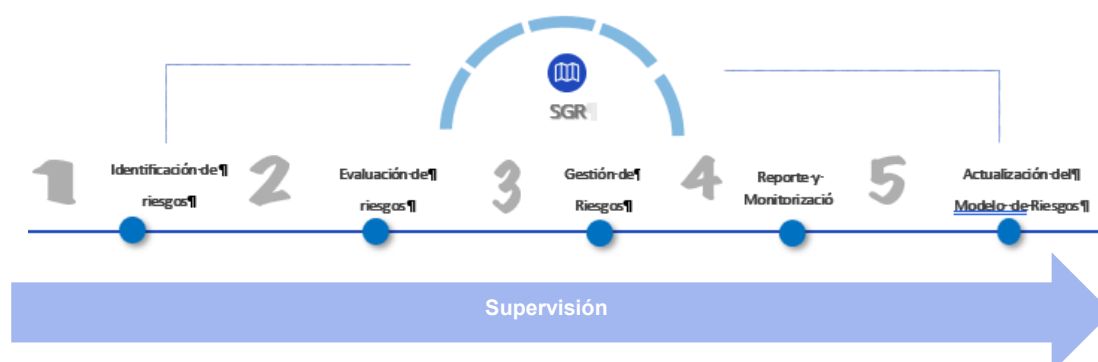 SGR¶
1
Identificación·de¶
riesgos¶
2
Evaluación·de¶
riesgos¶
3
Gestión·de¶
Riesgos¶
4
Reporte·y·
Monitorizació
5
Actualización·del¶
Modelo·de·Riesgos¶
Supervisión